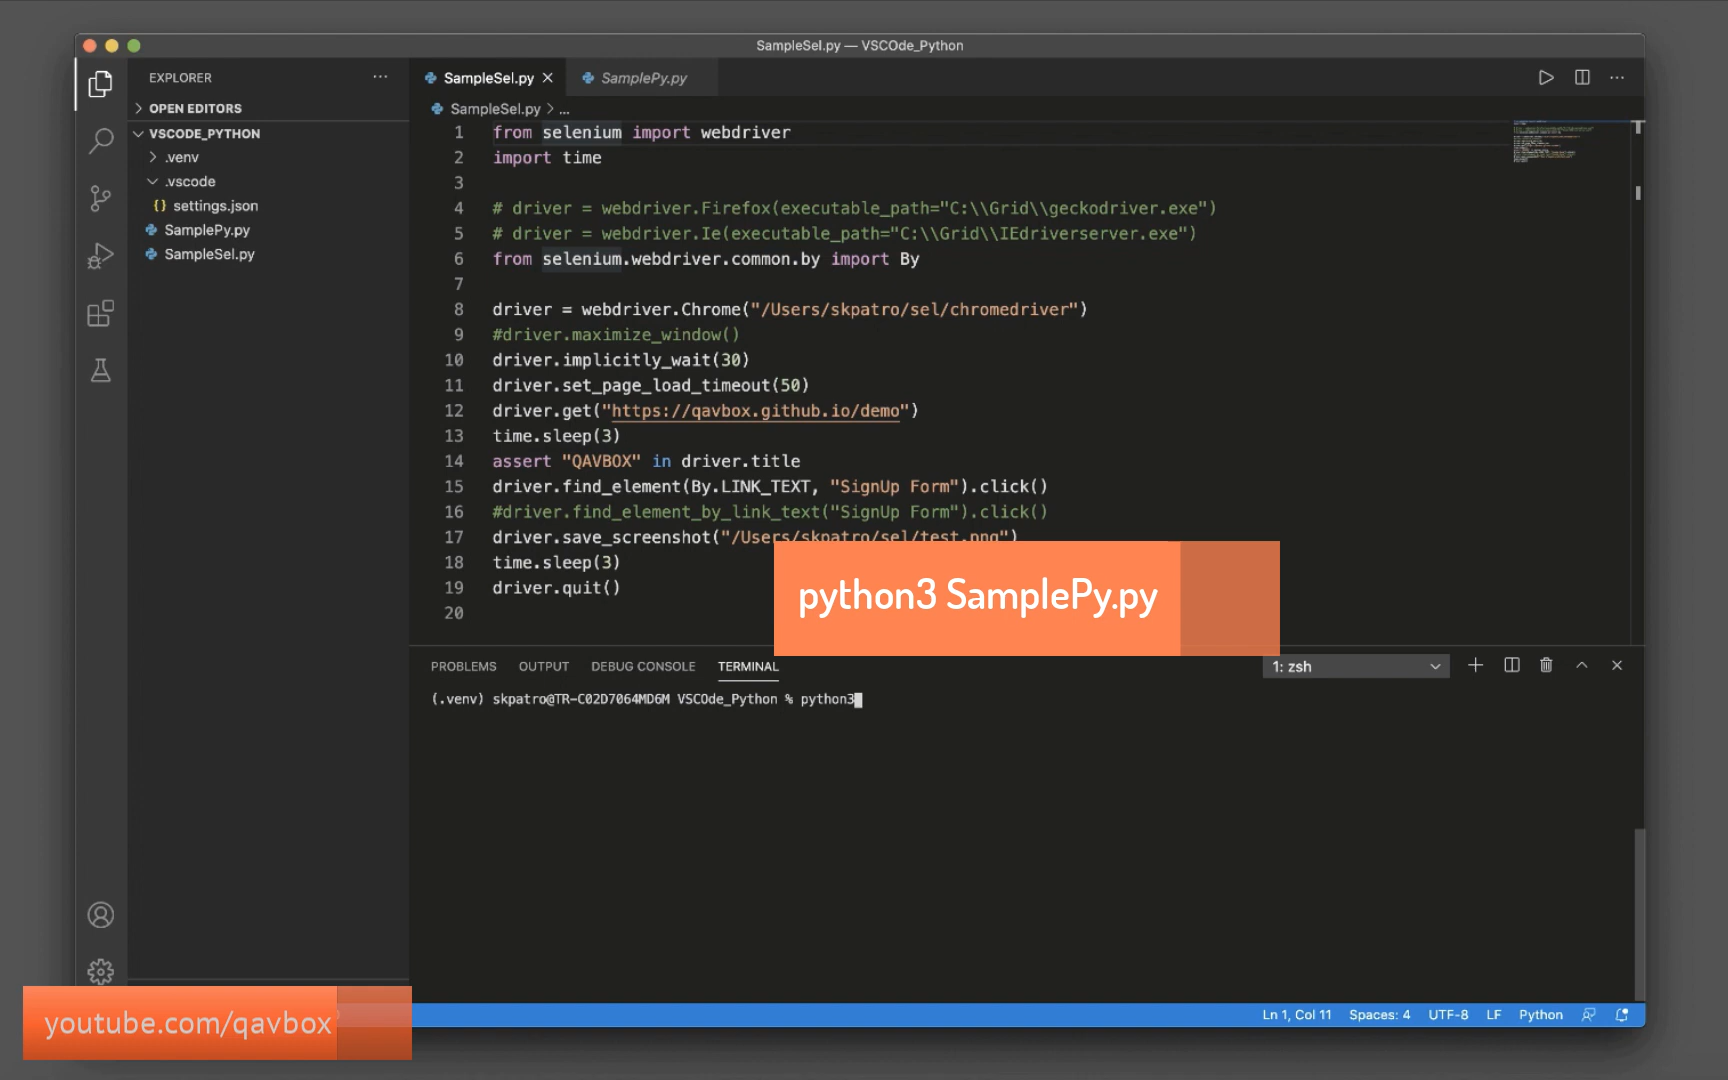 SampleSel.py — VSCOde_Python
EXPLORER
OPEN EDITORS
VSCODE_PYTHON
.venv
.vscode
{} settings.json
SamplePy.py
SampleSel.py
SampleSel.py
SamplePy.py
SampleSel.py > ...
1 from selenium import webdriver
2 import time
3
4 # driver = webdriver.Firefox(executable_path="C:\\Grid\\geckodriver.exe")
5 # driver = webdriver.Ie(executable_path="C:\\Grid\\IEdriverserver.exe")
6 from selenium.webdriver.common.by import By
7
8 driver = webdriver.Chrome("/Users/skpatro/sel/chromedriver")
9 #driver.maximize_window()
10 driver.implicitly_wait(30)
11 driver.set_page_load_timeout(50)
12 driver.get("https://qavbox.github.io/demo")
13 time.sleep(3)
14 assert "QAVBOX" in driver.title
15 driver.find_element(By.LINK_TEXT, "SignUp Form").click()
16 #driver.find_element_by_link_text("SignUp Form").click()
17 driver.save_screenshot("/Users/skpatro/sel/test.png")
18 time.sleep(3)
19 driver.quit()
20
python3 SamplePy.py
PROBLEMS OUTPUT DEBUG CONSOLE TERMINAL
1: zsh
(.venv) skpatro@TR-C02D7064MD6M VSCOde_Python % python3
youtube.com/qavbox
Ln 1, Col 11 Spaces: 4 UTF-8 LF Python